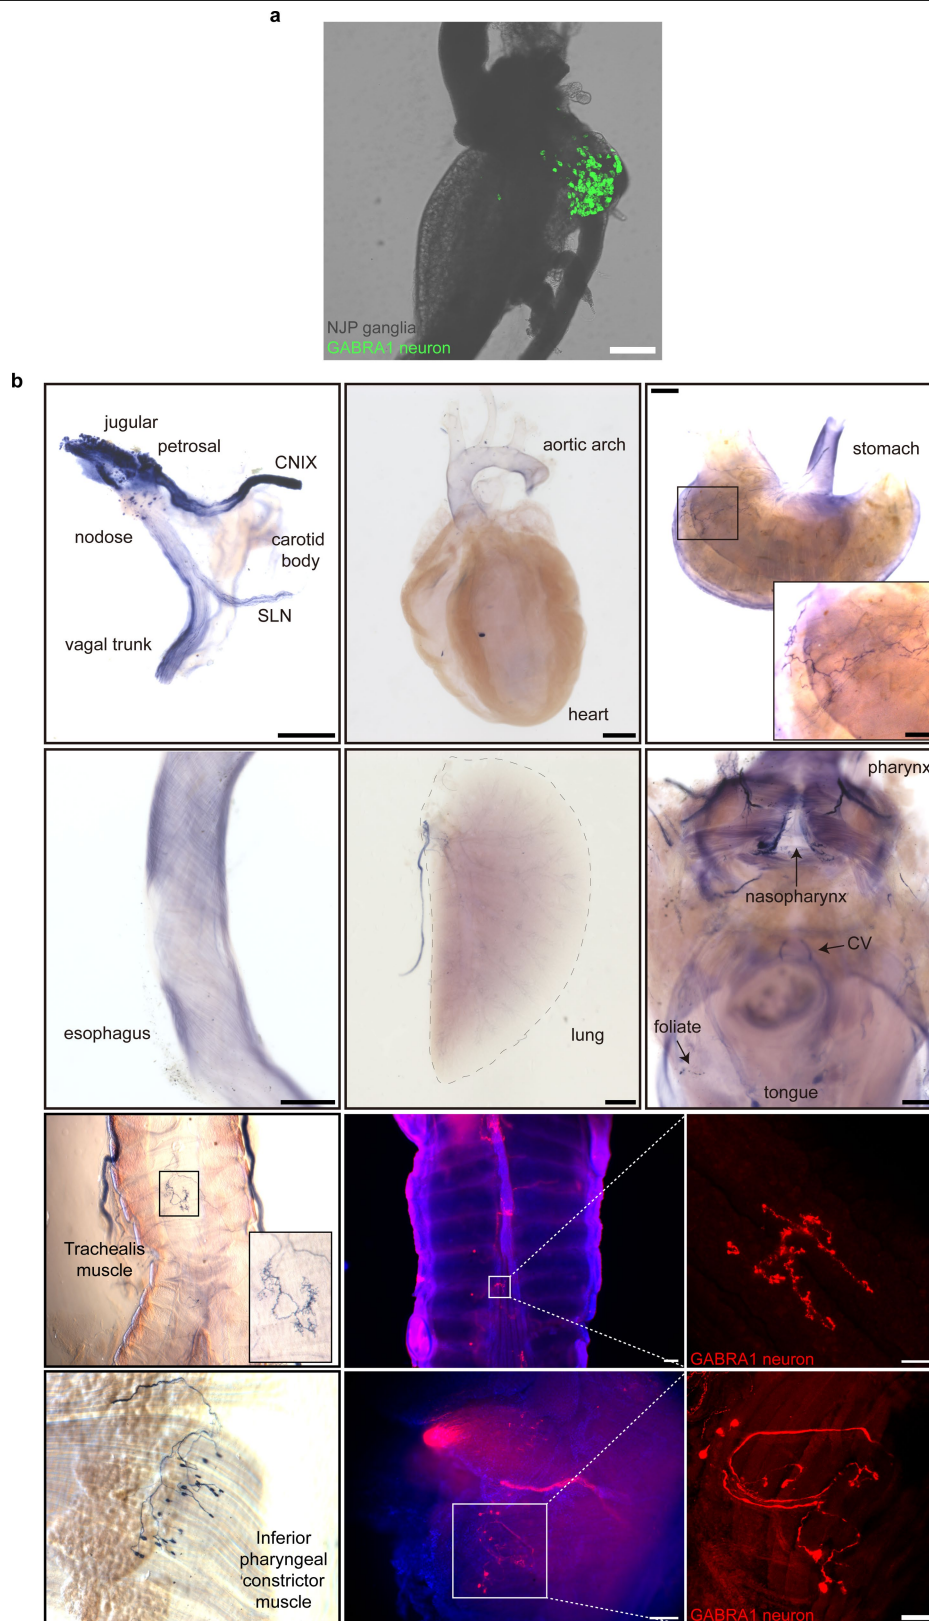 a
NJP ganglia
GABRA1 neuron
b
jugular
petrosal
CNIX
nodose
carotid
body
SLN
vagal trunk
aortic arch
heart
stomach
esophagus
lung
pharynx
nasopharynx
CV
foliate
tongue
Trachealis
muscle
GABRA1 neuron
Inferior
pharyngeal
constrictor
muscle
GABRA1 neuron